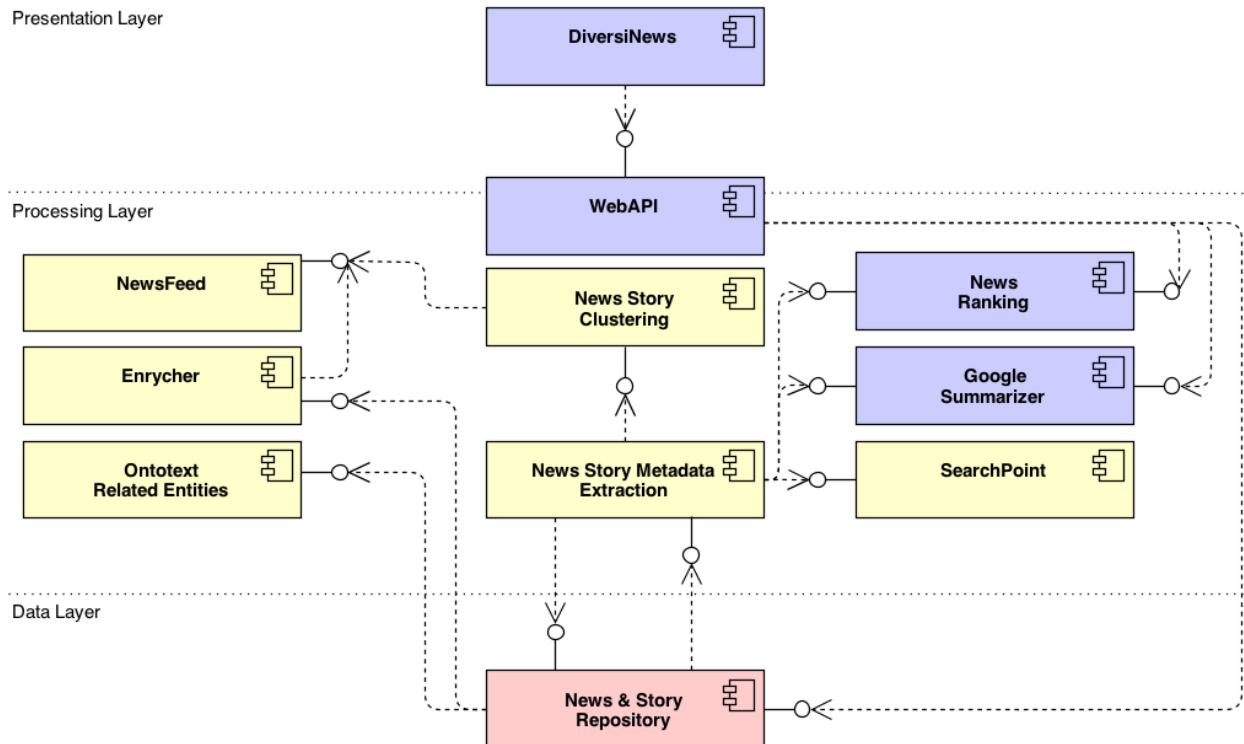 Presentation Layer
DiversiNews
Processing Layer
WebAPI
NewsFeed
News Story
Clustering
News
Ranking
Enrycher
Google
Summarizer
Ontotext
Related Entities
News Story Metadada
Extraction
SearchPoint
Data Layer
News & Story
Repository